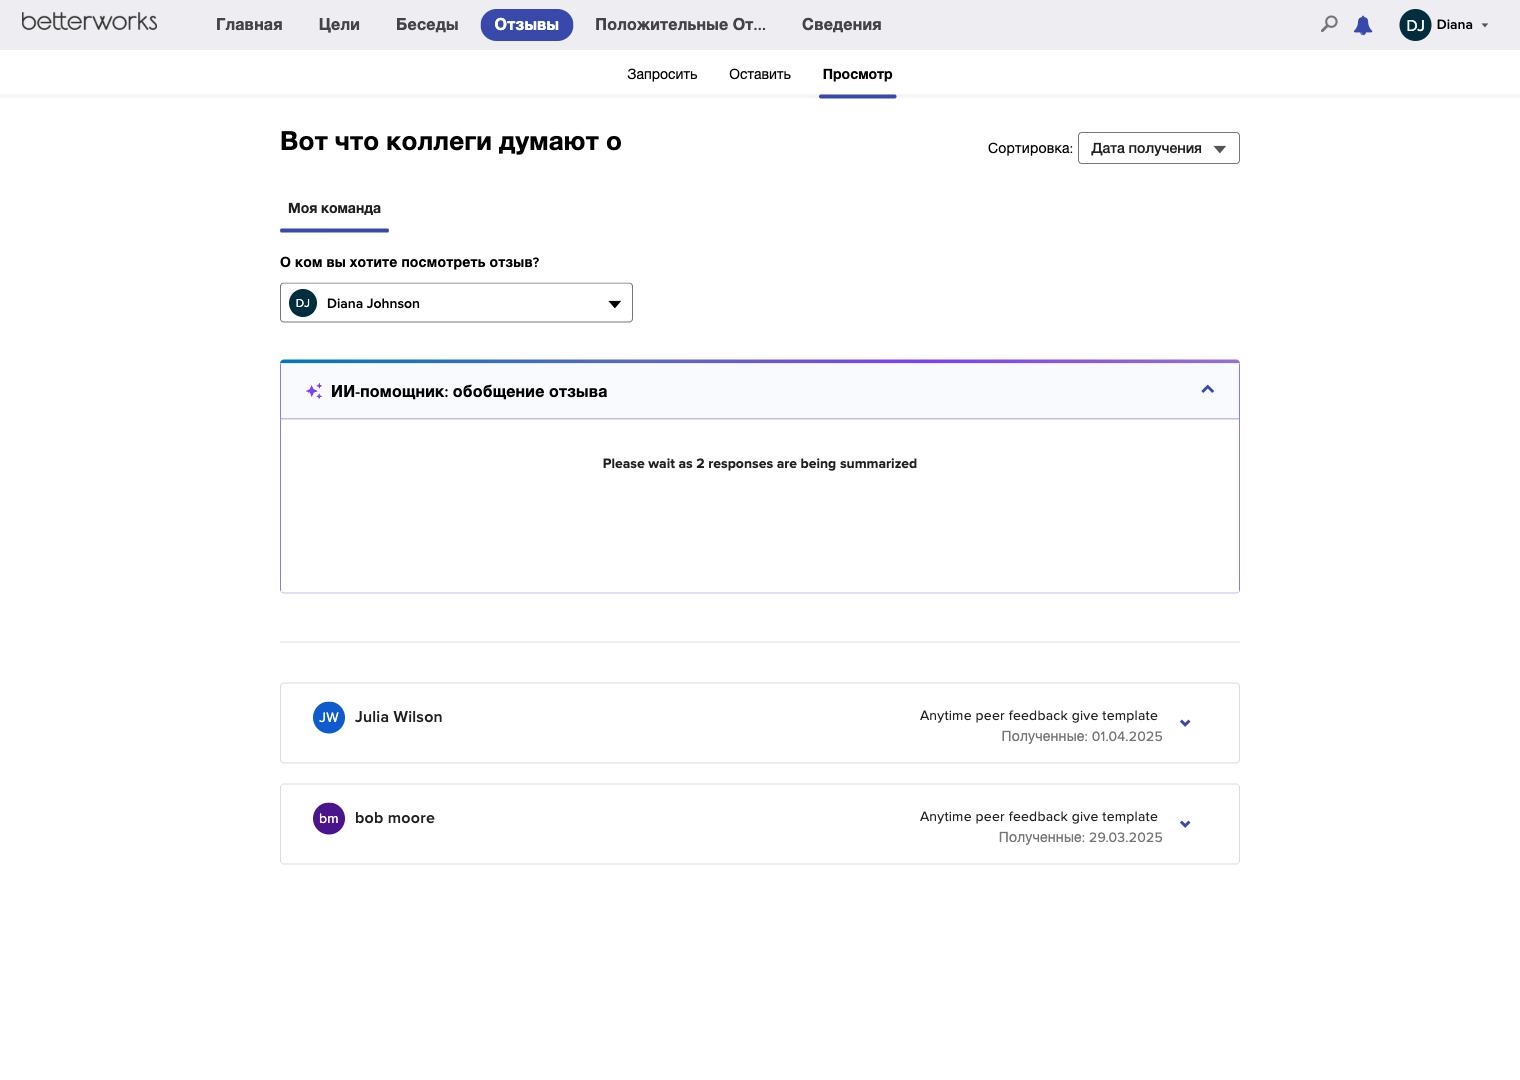 betterworks
Главная Цели Беседы Отзывы Положительные От... Сведения
DJ Diana
Запросить Оставить Просмотр
Вот что коллеги думают о
Сортировка: Дата получения
Моя команда
О ком вы хотите посмотреть отзыв?
DJ Diana Johnson
ИИ-помощник: обобщение отзыва
Please wait as 2 responses are being summarized
JW Julia Wilson
Anytime peer feedback give template
Полученные: 01.04.2025
bm bob moore
Anytime peer feedback give template
Полученные: 29.03.2025